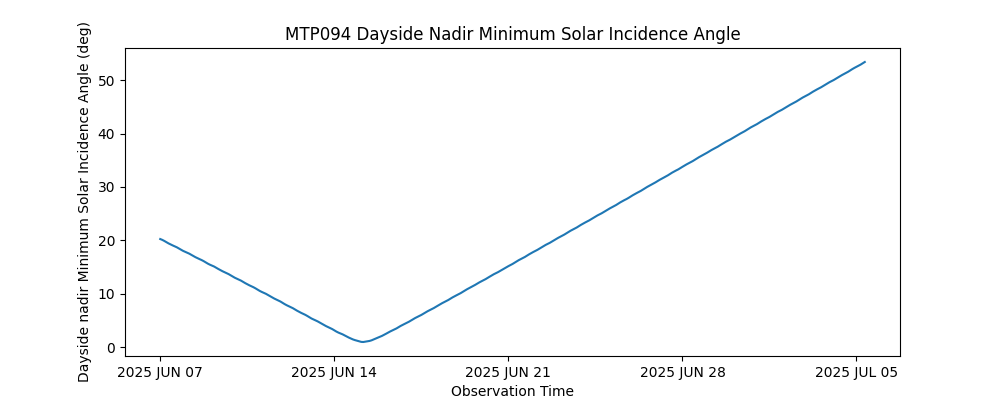 MTP094 Dayside Nadir Minimum Solar Incidence Angle
Dayside nadir Minimum Solar Incidence Angle (deg)
50
40
30
20
10
0
2025 JUN 07 2025 JUN 14 2025 JUN 21 2025 JUN 28 2025 JUL 05
Observation Time